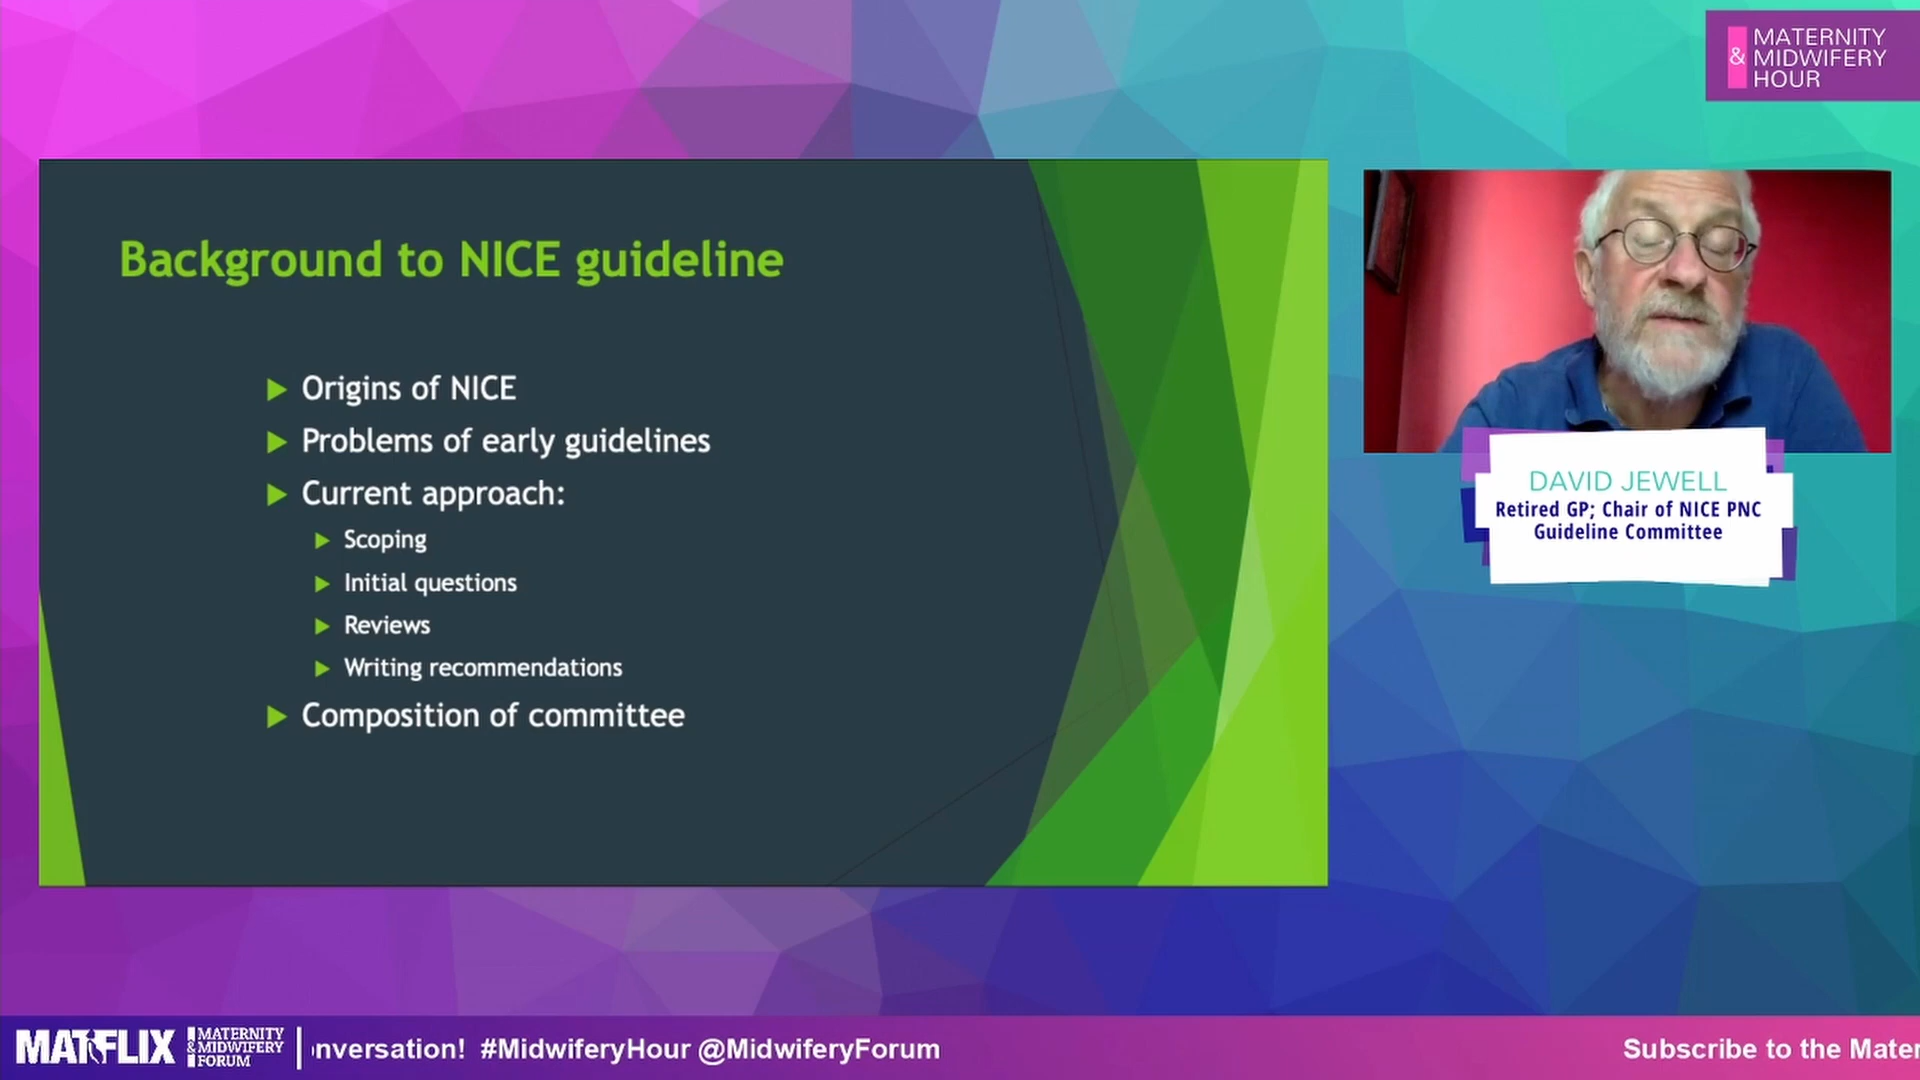 &
MATERNITY
MIDWIFERY
HOUR
Background to NICE guideline
Origins of NICE
Problems of early guidelines
Current approach:
Scoping
Initial questions
Reviews
Writing recommendations
Composition of committee
DAVID JEWELL
Retired GP; Chair of NICE PNC
Guideline Committee
MATFLIX
MATERNITY
&MIDWIFERY
FORUM
nversation! #MidwiferyHour @MidwiferyForum
Subscribe to the Mater